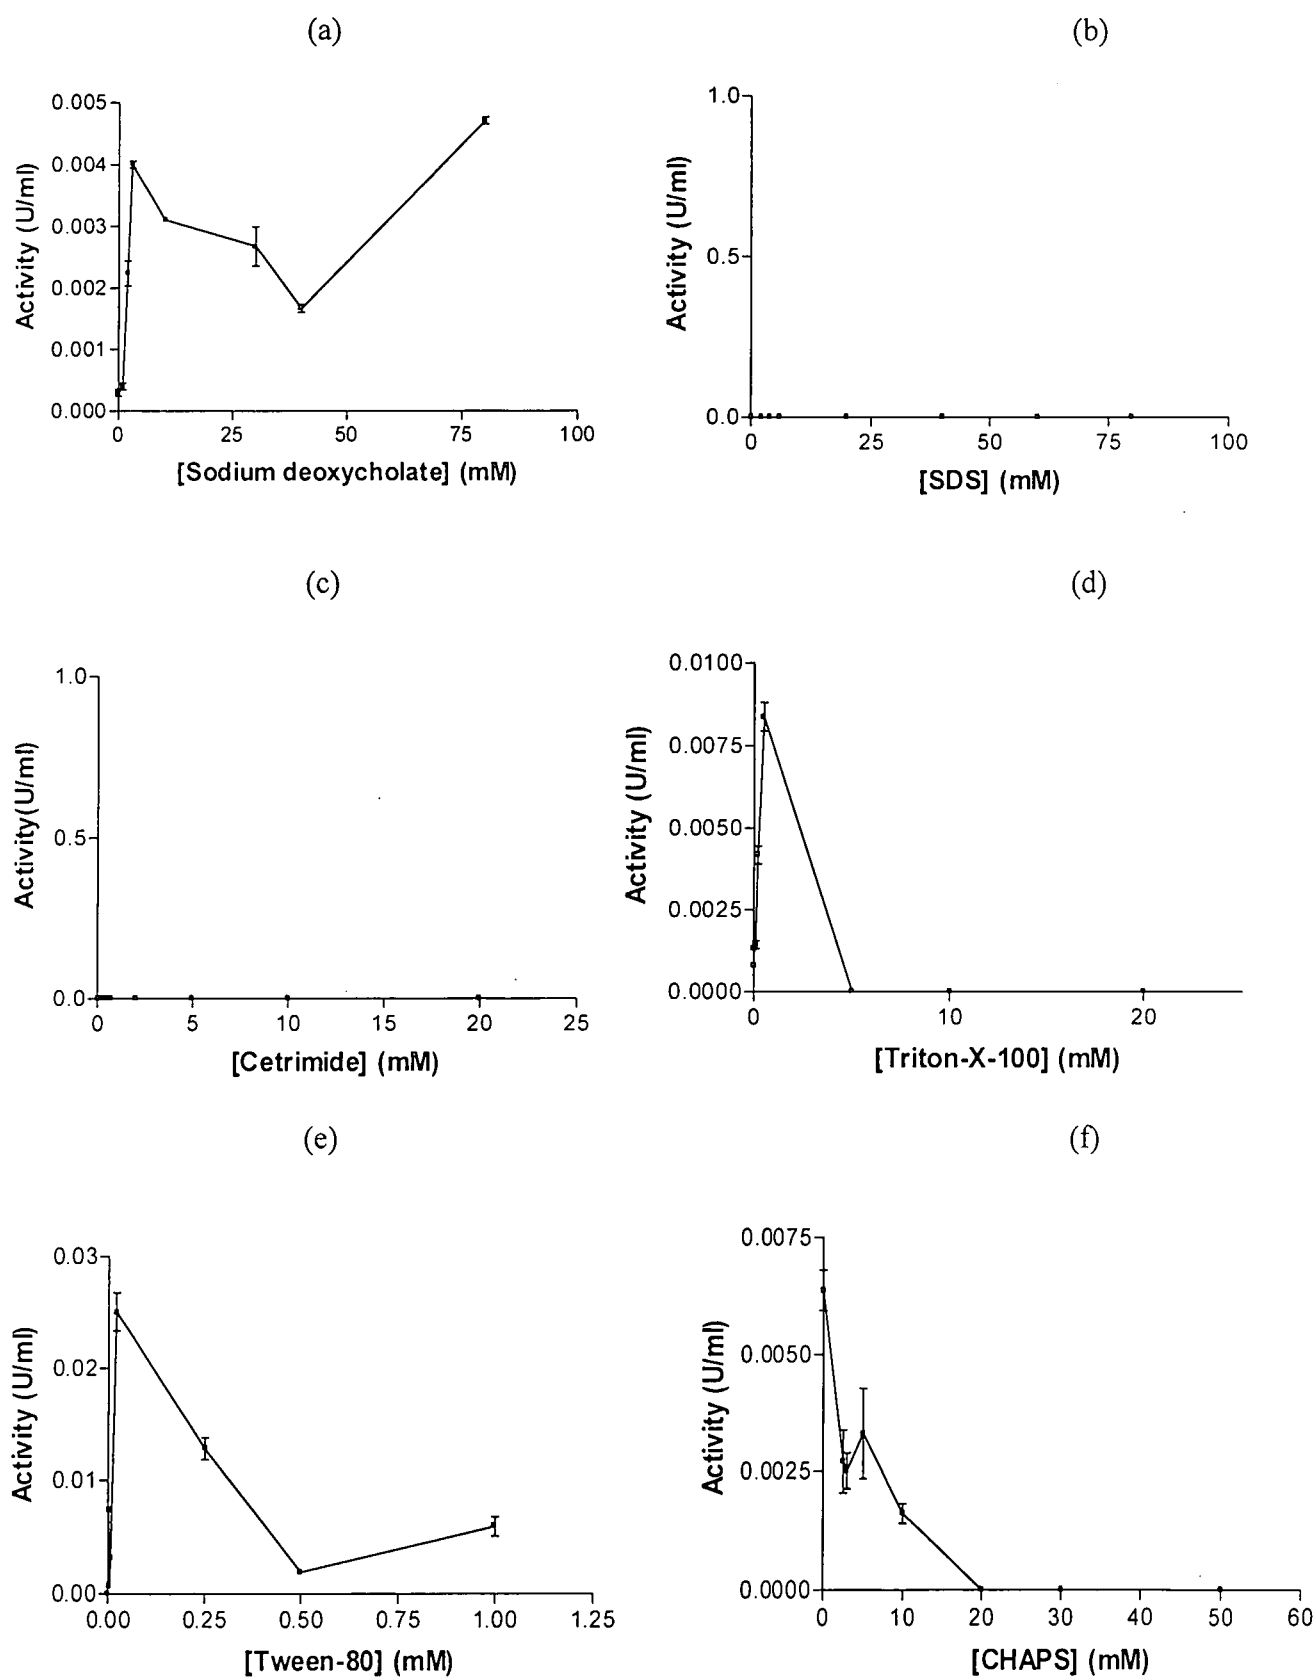 (a)
0.005
0.004
0.003
0.002
0.001
0.000
Activity (U/ml)
0 25 50 75 100
[Sodium deoxycholate] (mM)
(b)
1.0
0.5
0.0
Activity (U/ml)
0 25 50 75 100
[SDS] (mM)
(c)
1.0
0.5
0.0
Activity(U/ml)
0 5 10 15 20 25
[Cetrimide] (mM)
(d)
0.0100
0.0075
0.0050
0.0025
0.0000
Activity (U/ml)
0 10 20
[Triton-X-100] (mM)
(e)
0.03
0.02
0.01
0.00
Activity (U/ml)
0.00 0.25 0.50 0.75 1.00 1.25
[Tween-80] (mM)
(f)
0.0075
0.0050
0.0025
0.0000
Activity (U/ml)
0 10 20 30 40 50 60
[CHAPS] (mM)